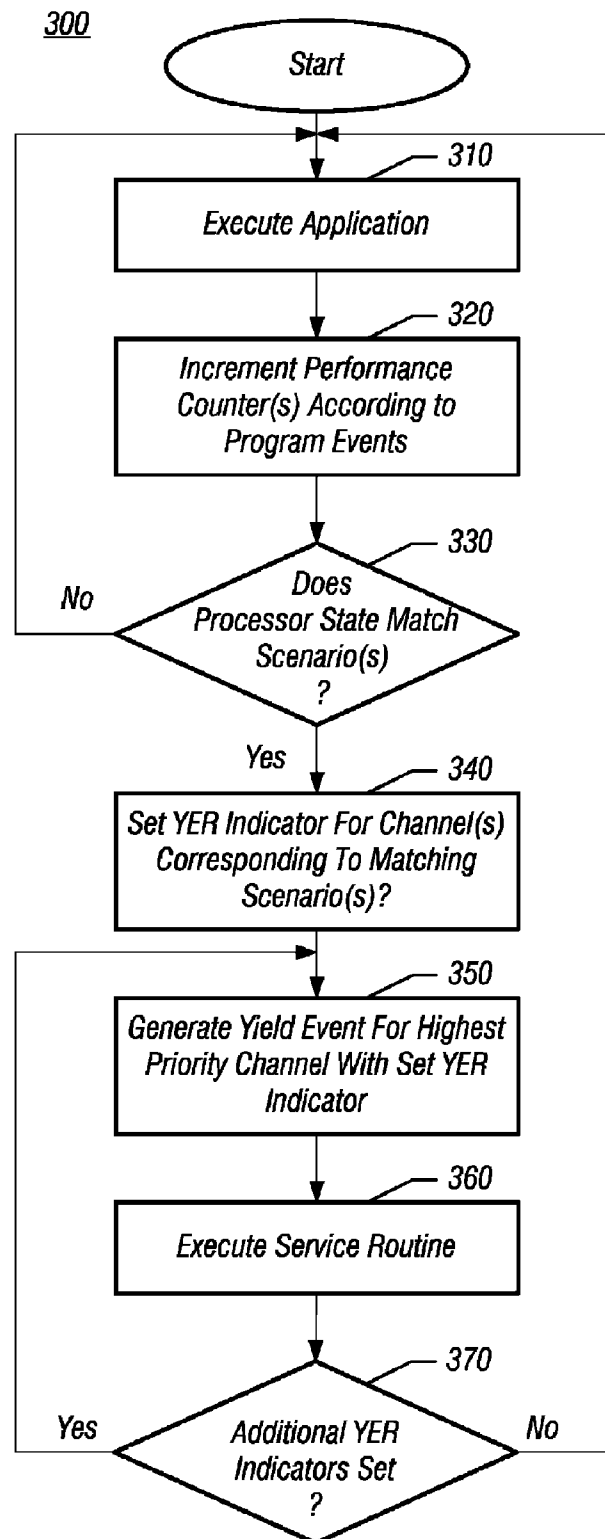 300
Start
310
Execute Application
320
Increment Performance
Counter(s) According to
Program Events
330
Does
Processor State Match
Scenario(s)
?
No
Yes
340
Set YER Indicator For Channel(s)
Corresponding To Matching
Scenario(s)?
350
Generate Yield Event For Highest
Priority Channel With Set YER
Indicator
360
Execute Service Routine
370
Yes
Additional YER
Indicators Set
?
No